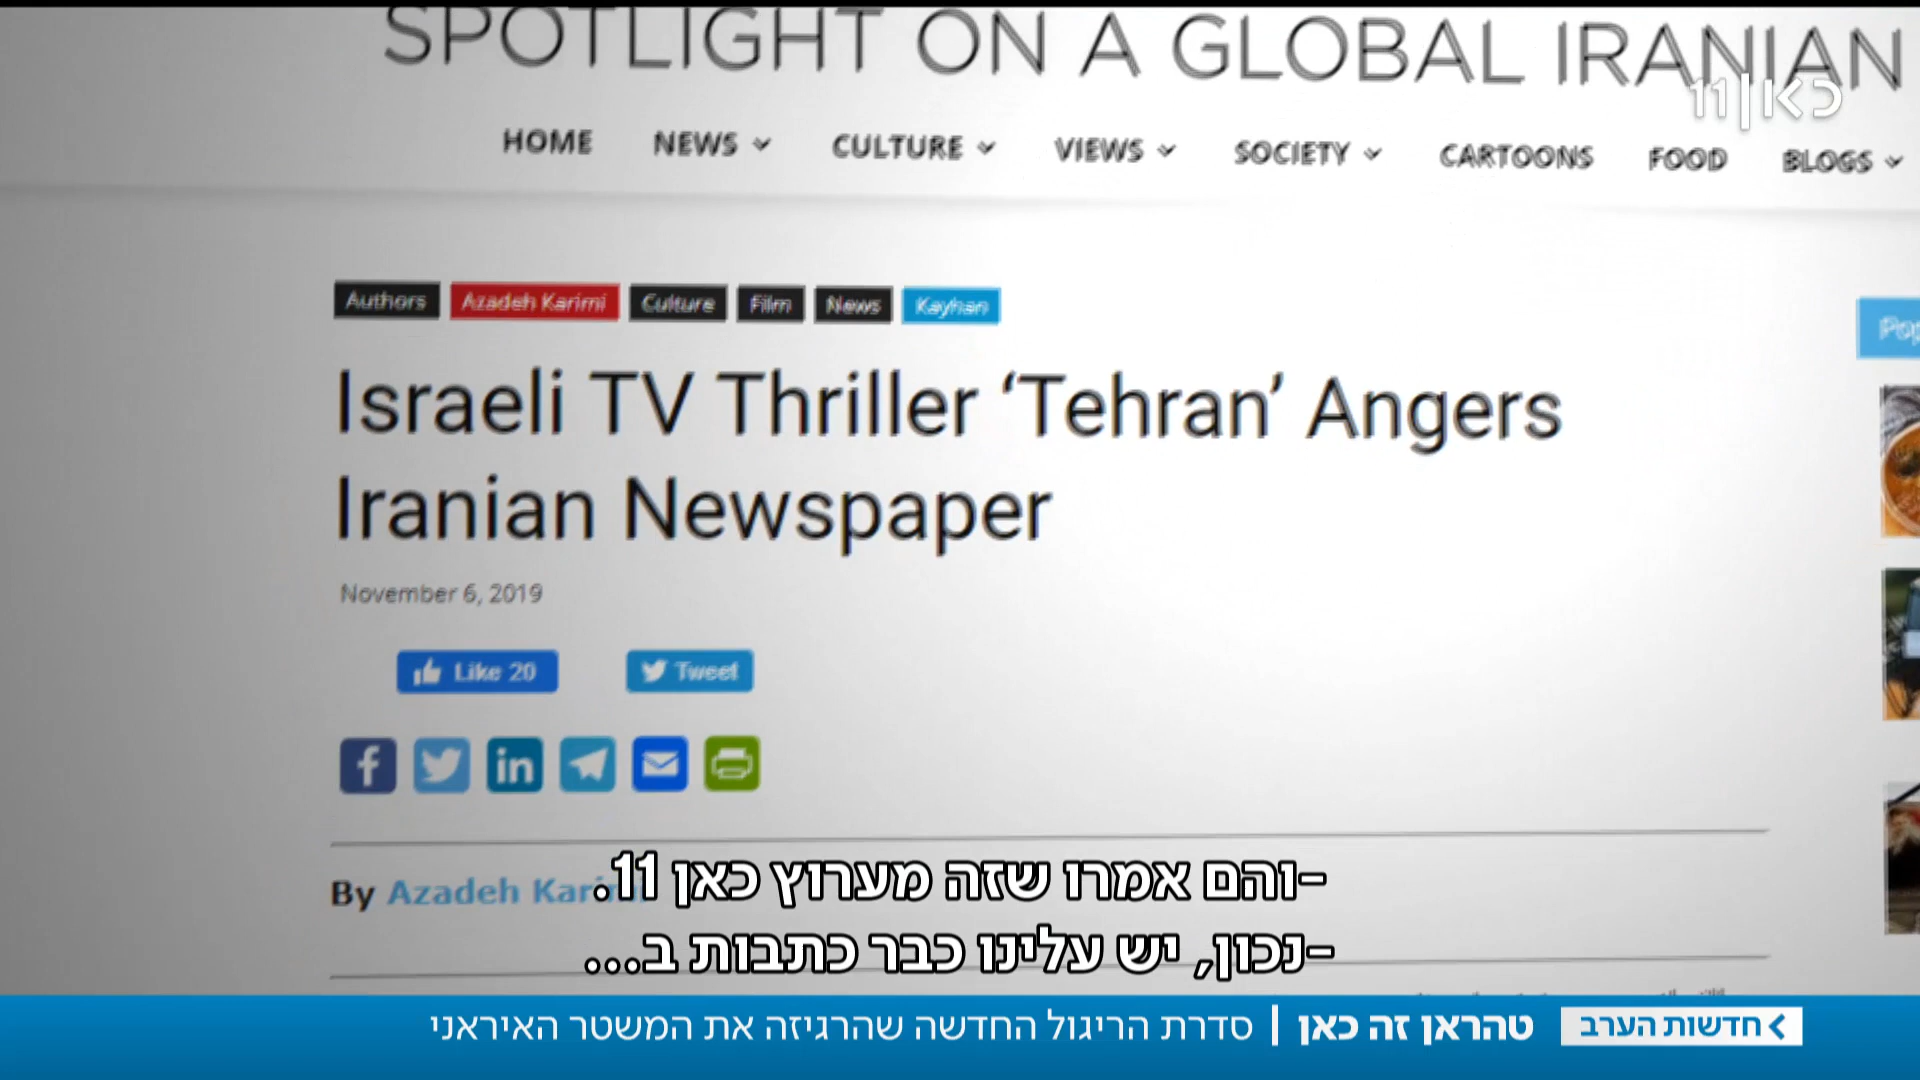 SPOTLIGHT ON A GLOBAL IRANIAN
כאן|11
HOME NEWS CULTURE VIEWS SOCIETY CARTOONS FOOD BLOGS
Authors Azadeh Karimi Culture Film News Kayhan
Israeli TV Thriller ‘Tehran’ Angers
Iranian Newspaper
November 6, 2019
Like 20 Tweet
By Azadeh Karimi
-והם אמרו שזה מערוץ כאן 11.
-נכון, יש עלינו כבר כתבות ב...
חדשות הערב טהראן זה כאן | סדרת הריגול החדשה שהרגיזה את המשטר האיראני